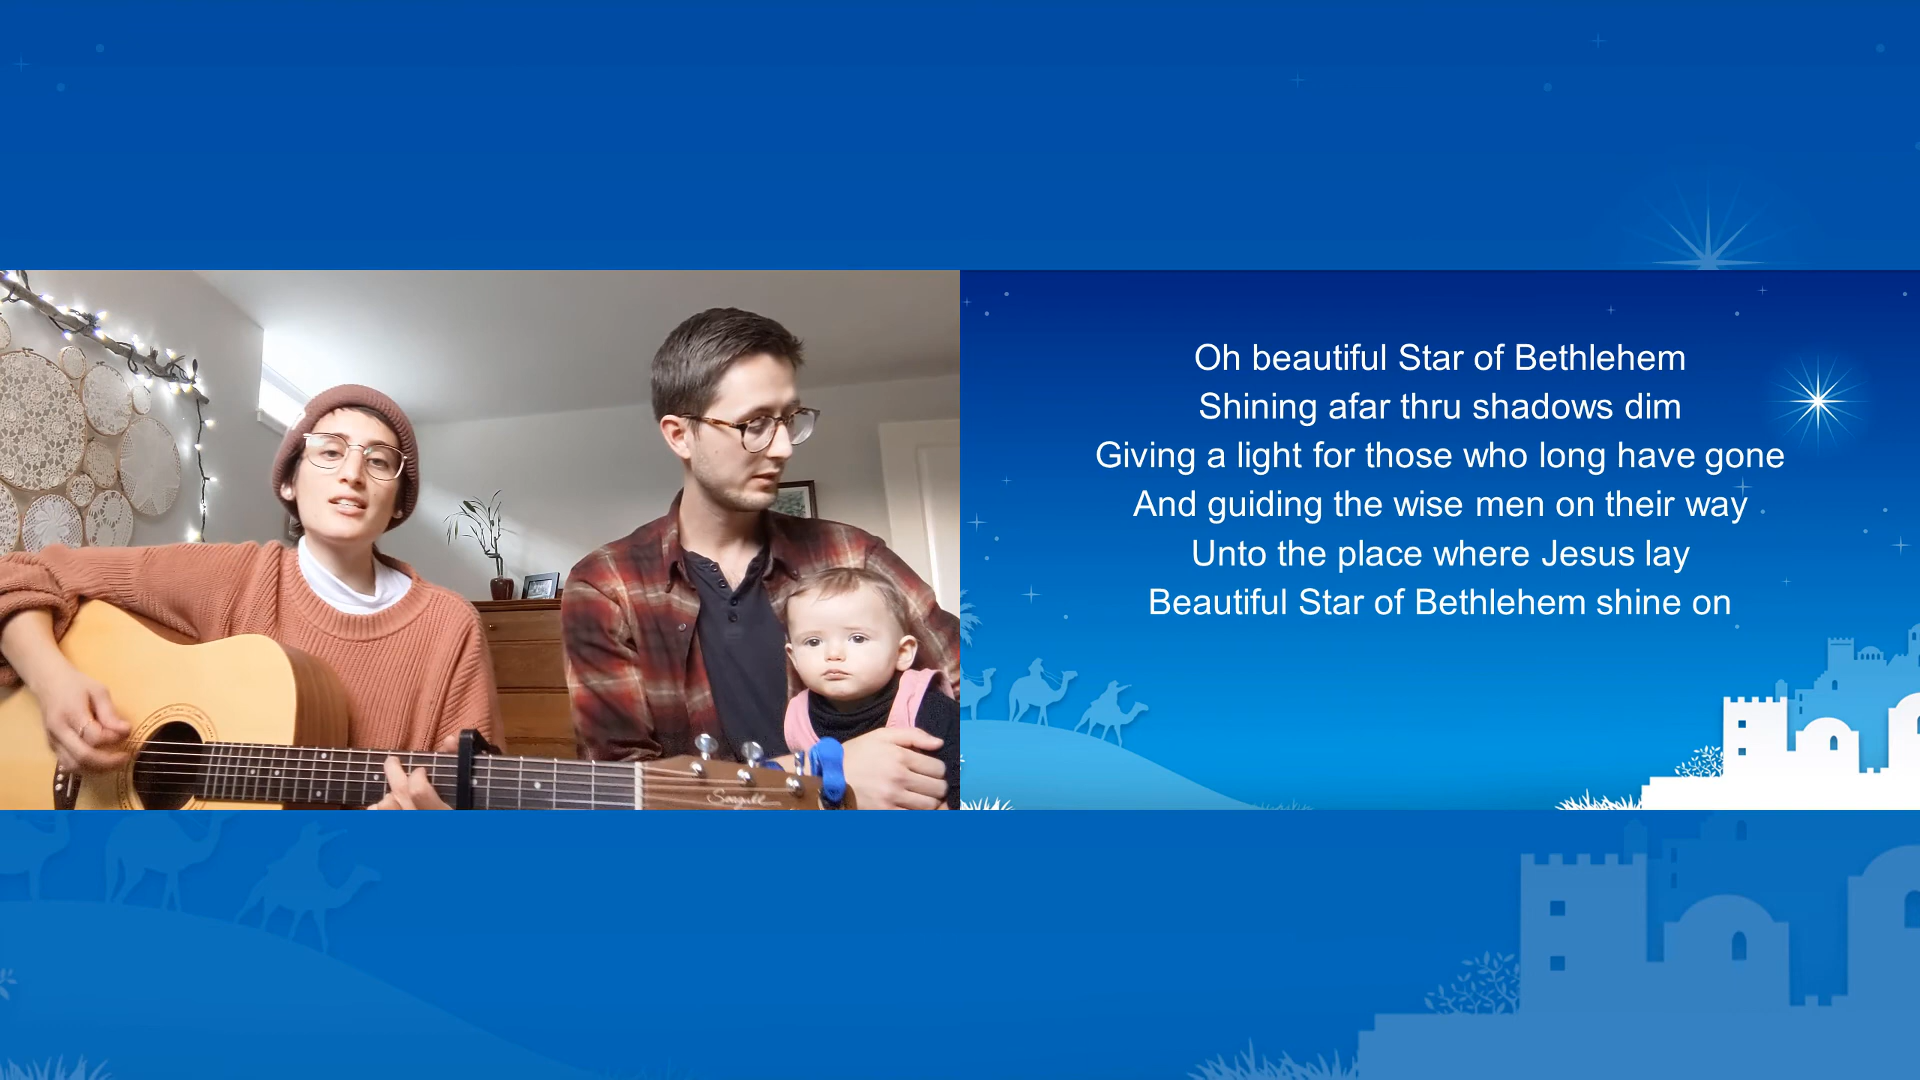 Oh beautiful Star of Bethlehem
Shining afar thru shadows dim
Giving a light for those who long have gone
And guiding the wise men on their way
Unto the place where Jesus lay
Beautiful Star of Bethlehem shine on
Seagull